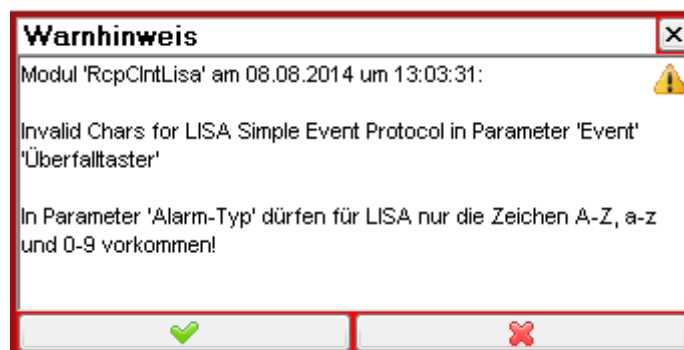 Warnhinweis
Modul 'RcpClntLisa' am 08.08.2014 um 13:03:31:
Invalid Chars for LISA Simple Event Protocol in Parameter 'Event'
'Überfalltaster'
In Parameter 'Alarm-Typ' dürfen für LISA nur die Zeichen A-Z, a-z
und 0-9 vorkommen!